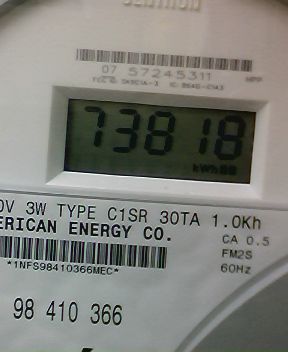 07 57245311
73818
kWh
0V 3W TYPE C1SR 30TA 1.0Kh
ERICAN ENERGY CO.
CA 0.5
FM2S
60Hz
*1NFS98410366MEC*
98 410 366